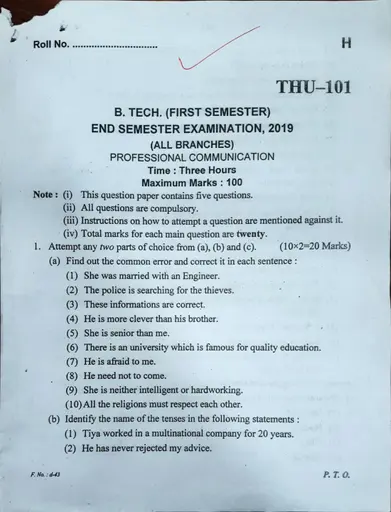 Roll No. ..............................
H
THU–101
B. TECH. (FIRST SEMESTER)
END SEMESTER EXAMINATION, 2019
(ALL BRANCHES)
PROFESSIONAL COMMUNICATION
Time : Three Hours
Maximum Marks : 100
Note : (i) This question paper contains five questions.
(ii) All questions are compulsory.
(iii) Instructions on how to attempt a question are mentioned against it.
(iv) Total marks for each main question are twenty.
1. Attempt any two parts of choice from (a), (b) and (c). (10×2=20 Marks)
(a) Find out the common error and correct it in each sentence :
(1) She was married with an Engineer.
(2) The police is searching for the thieves.
(3) These informations are correct.
(4) He is more clever than his brother.
(5) She is senior than me.
(6) There is an university which is famous for quality education.
(7) He is afraid to me.
(8) He need not to come.
(9) She is neither intelligent or hardworking.
(10) All the religions must respect each other.
(b) Identify the name of the tenses in the following statements :
(1) Tiya worked in a multinational company for 20 years.
(2) He has never rejected my advice.
F. No. : d-43
P. T. O.